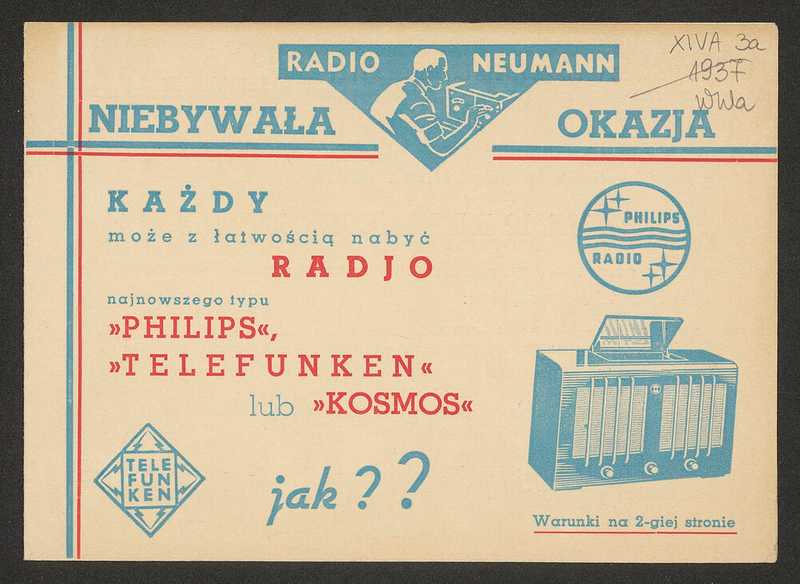 RADIO NEUMANN
XIVA 3a
1937
WWa
NIEBYWAŁA OKAZJA
KAŻDY
może z łatwością nabyć
RADJO
najnowszego typu
»PHILIPS«,
»TELEFUNKEN«
lub »KOSMOS«
jak ??
PHILIPS
RADIO
TELE
FUN
KEN
Warunki na 2-giej stronie